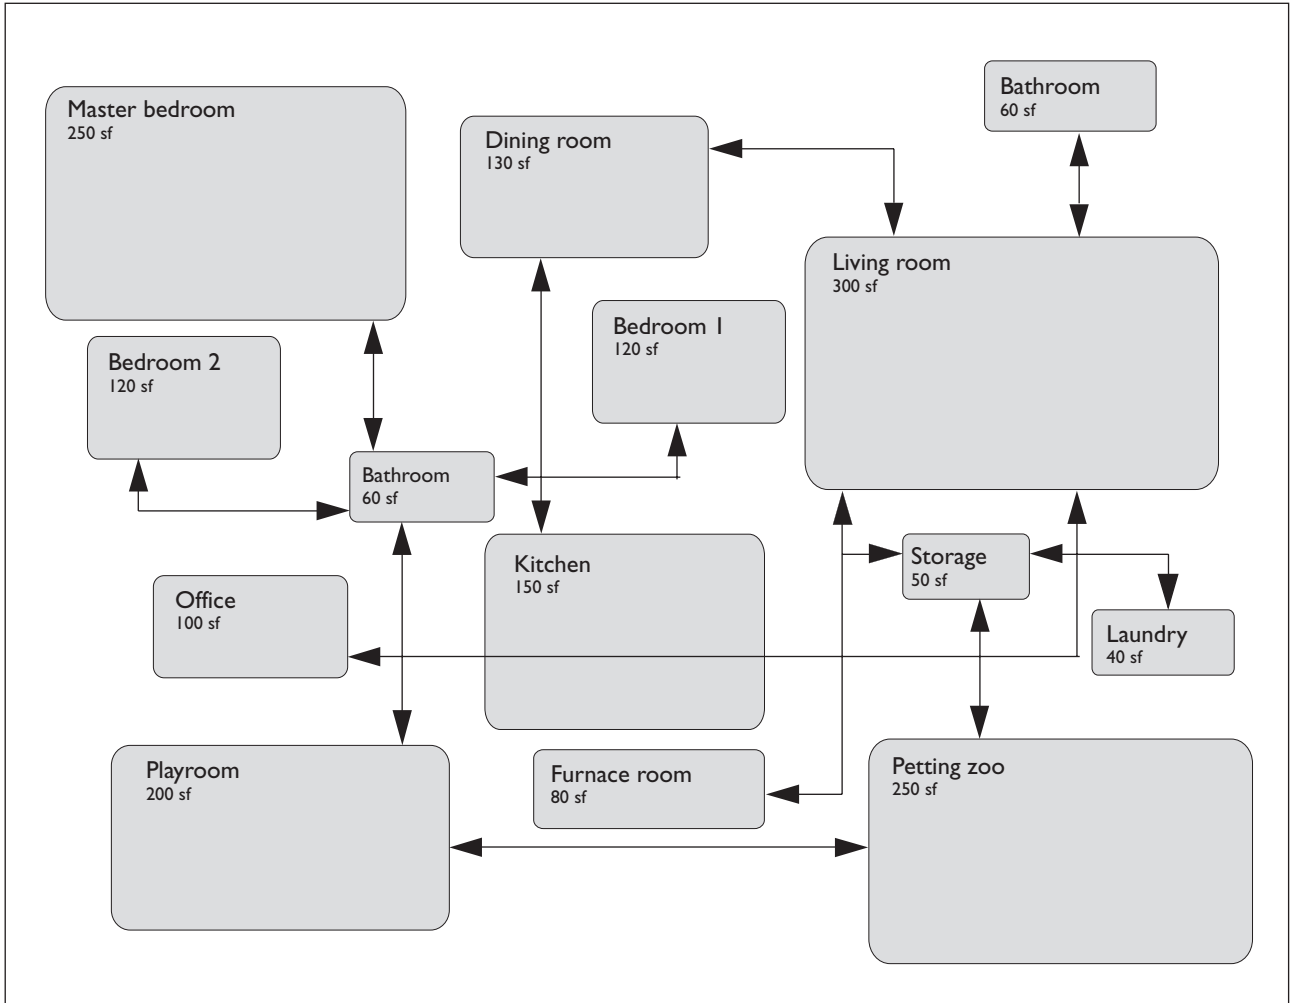 Master bedroom
250 sf
Dining room
130 sf
Bathroom
60 sf
Living room
300 sf
Bedroom 1
120 sf
Bedroom 2
120 sf
Bathroom
60 sf
Kitchen
150 sf
Storage
50 sf
Office
100 sf
Laundry
40 sf
Playroom
200 sf
Furnace room
80 sf
Petting zoo
250 sf